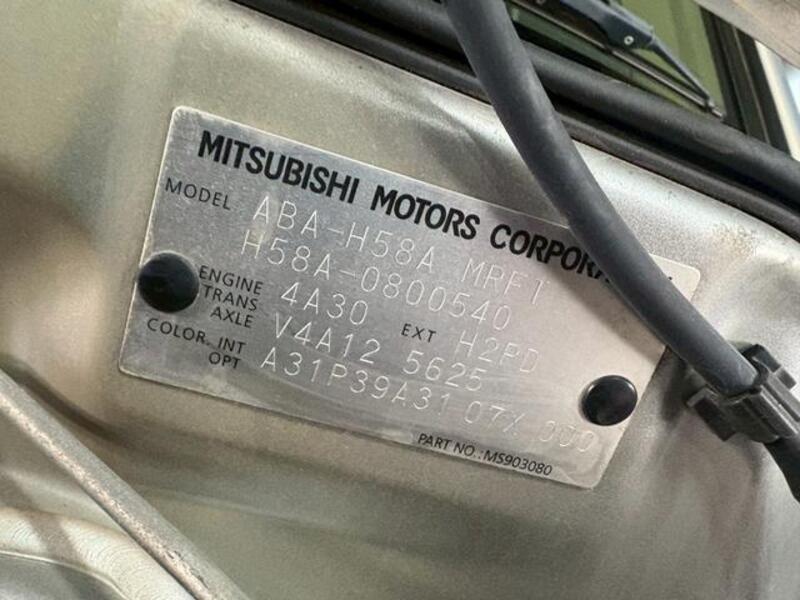 MITSUBISHI MOTORS CORPORA
MODEL ABA-H58A MRFT
H58A-0800540
ENGINE 4A30 EXT H2PD
TRANS AXLE V4A12 5625
COLOR. INT OPT A31P39A31 07X 000
PART NO.: MS903080